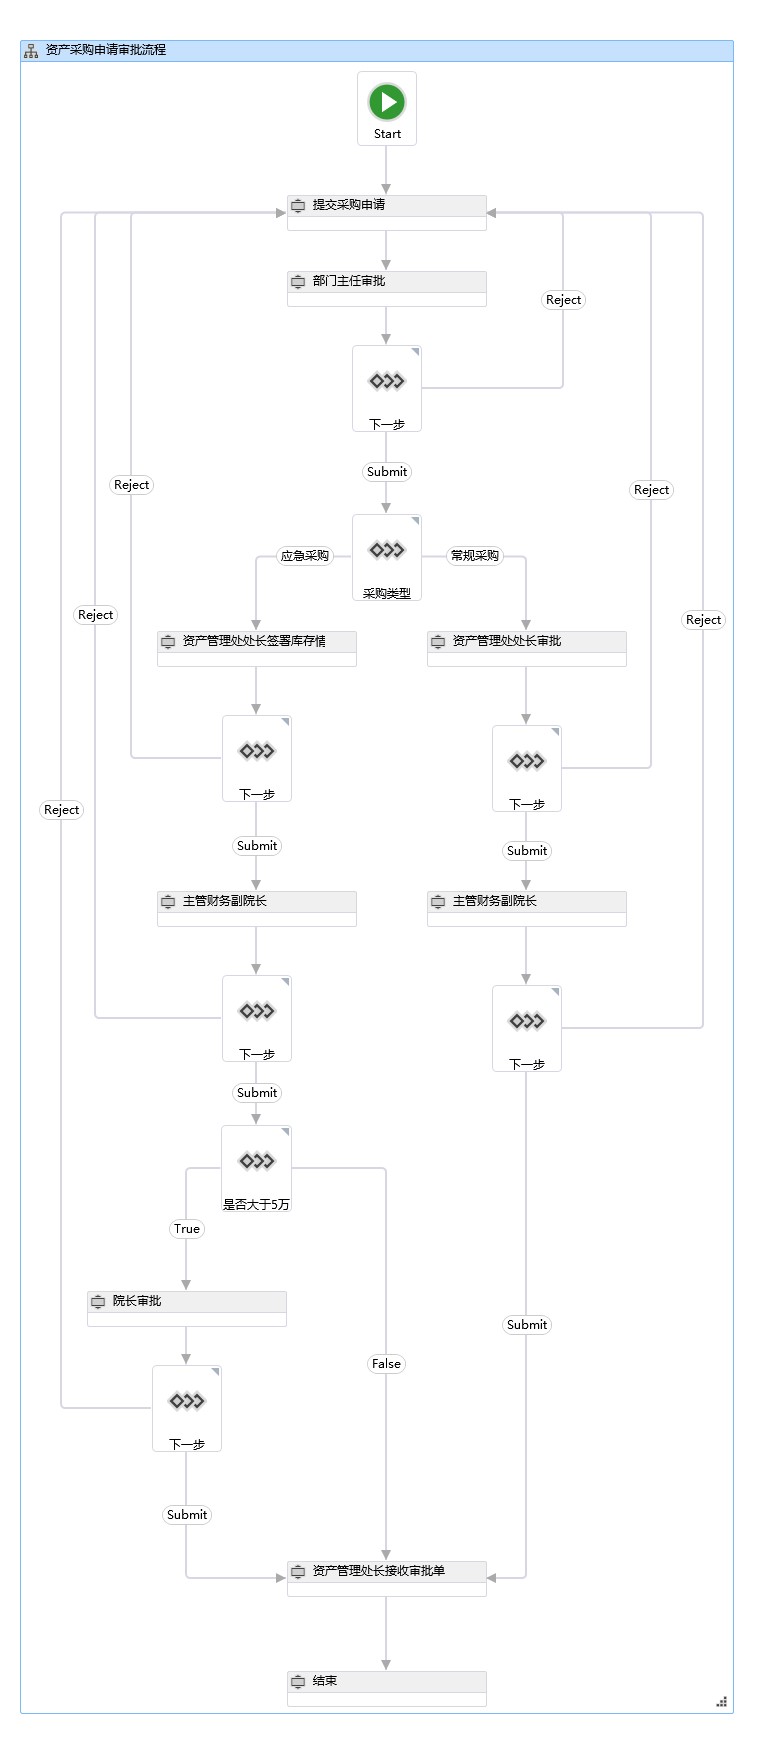 资产采购申请审批流程
Start
提交采购申请
部门主任审批
Reject
下一步
Submit
Reject
Reject
应急采购
常规采购
采购类型
Reject
Reject
资产管理处处长签署库存情
资产管理处处长审批
下一步
下一步
Reject
Submit
Submit
主管财务副院长
主管财务副院长
下一步
下一步
Submit
是否大于5万
True
院长审批
Submit
False
下一步
Submit
资产管理处长接收审批单
结束